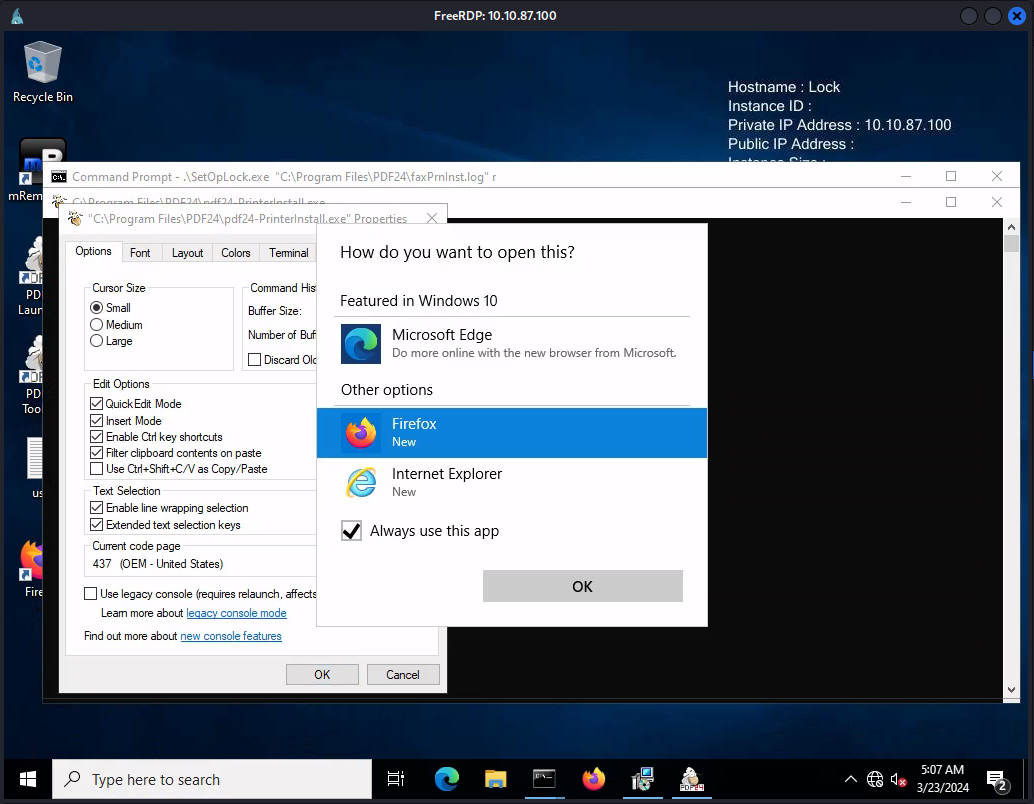 FreeRDP: 10.10.87.100
Recycle Bin
Hostname : Lock
Instance ID :
Private IP Address : 10.10.87.100
Public IP Address :
Instance Size :
mRem
Command Prompt - .\SetOpLock.exe "C:\Program Files\PDF24\faxPrnInst.log" r
C:\Program Files\PDF24\pdf24-PrinterInstall.exe
"C:\Program Files\PDF24\pdf24-PrinterInstall.exe" Properties
Options
Font
Layout
Colors
Terminal
Cursor Size
Small
Medium
Large
Command Hist
Buffer Size:
Number of Buff
Discard Old
Edit Options
QuickEdit Mode
Insert Mode
Enable Ctrl key shortcuts
Filter clipboard contents on paste
Use Ctrl+Shift+C/V as Copy/Paste
Text Selection
Enable line wrapping selection
Extended text selection keys
Current code page
437 (OEM - United States)
Use legacy console (requires relaunch, affects
Learn more about legacy console mode
Find out more about new console features
OK
Cancel
How do you want to open this?
Featured in Windows 10
Microsoft Edge
Do more online with the new browser from Microsoft.
Other options
Firefox
New
Internet Explorer
New
Always use this app
OK
PD
Laun
PD
Too
us
Fire
Type here to search
PDF24
5:07 AM
3/23/2024
2